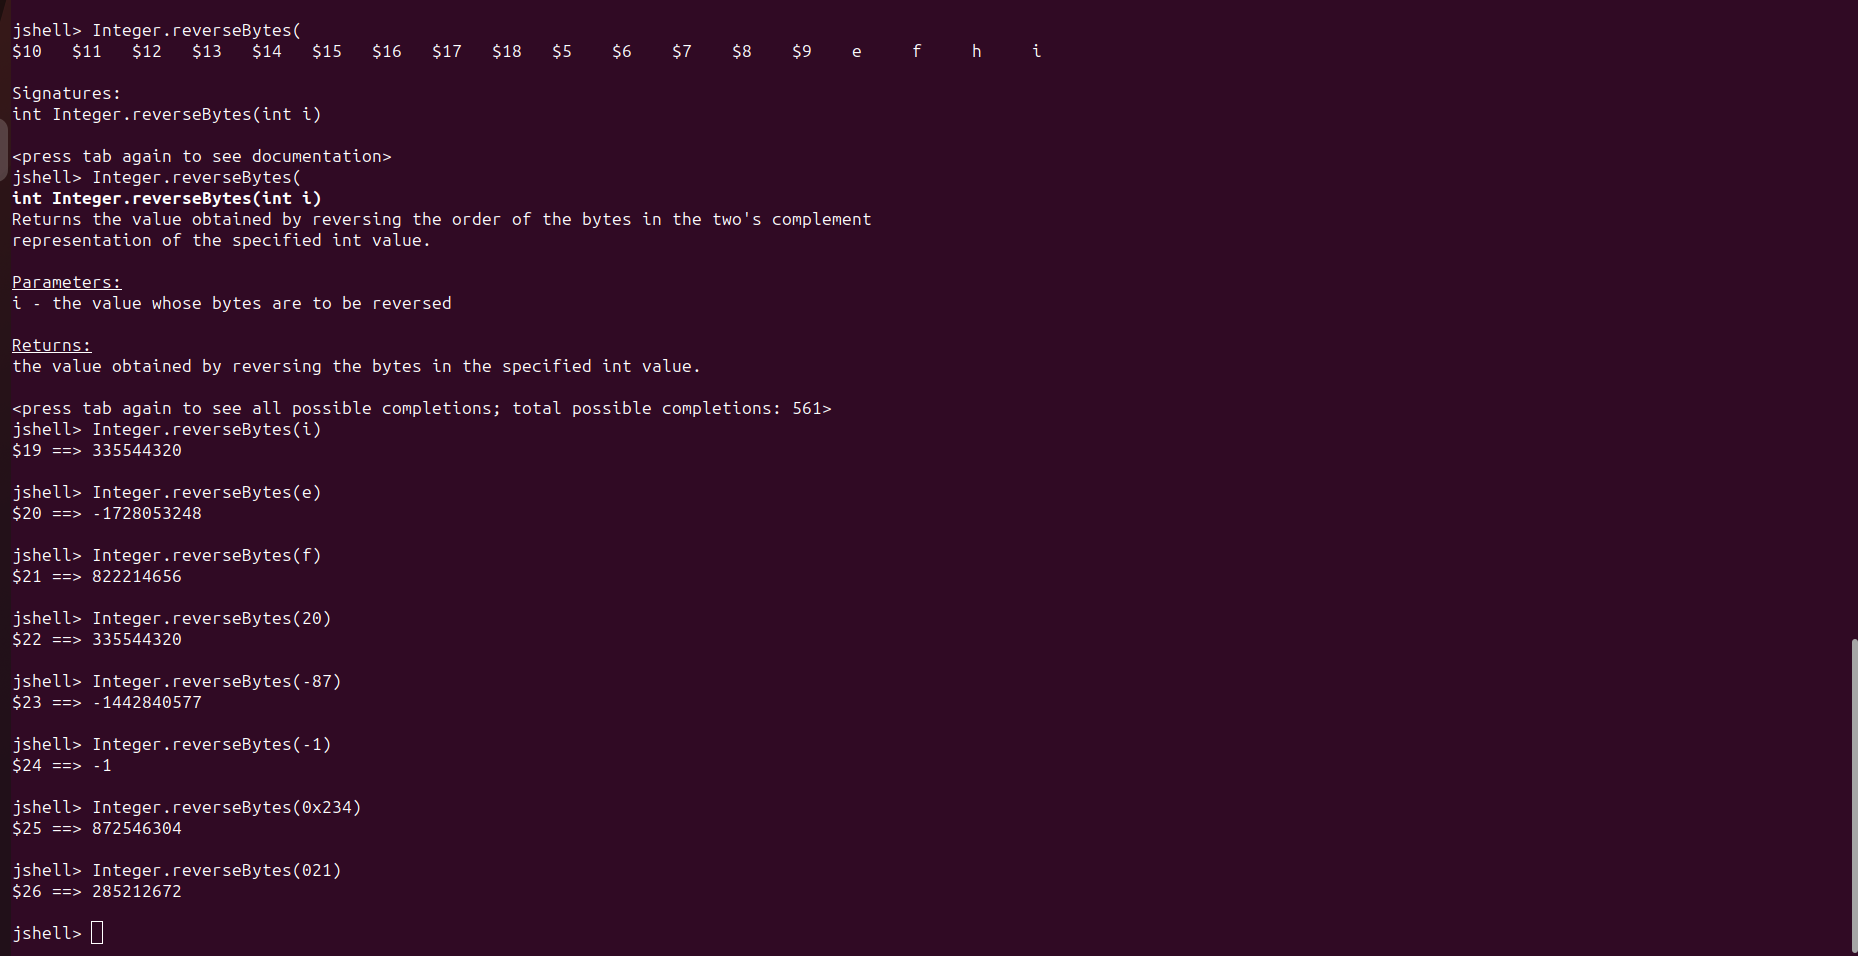 jshell> Integer.reverseBytes(
$10   $11   $12   $13   $14   $15   $16   $17   $18   $5    $6    $7    $8    $9    e     f     h     i
Signatures:
int Integer.reverseBytes(int i)
<press tab again to see documentation>
jshell> Integer.reverseBytes(
int Integer.reverseBytes(int i)
Returns the value obtained by reversing the order of the bytes in the two's complement
representation of the specified int value.
Parameters:
i - the value whose bytes are to be reversed
Returns:
the value obtained by reversing the bytes in the specified int value.
<press tab again to see all possible completions; total possible completions: 561>
jshell> Integer.reverseBytes(i)
$19 ==> 335544320
jshell> Integer.reverseBytes(e)
$20 ==> -1728053248
jshell> Integer.reverseBytes(f)
$21 ==> 822214656
jshell> Integer.reverseBytes(20)
$22 ==> 335544320
jshell> Integer.reverseBytes(-87)
$23 ==> -1442840577
jshell> Integer.reverseBytes(-1)
$24 ==> -1
jshell> Integer.reverseBytes(0x234)
$25 ==> 872546304
jshell> Integer.reverseBytes(021)
$26 ==> 285212672
jshell>